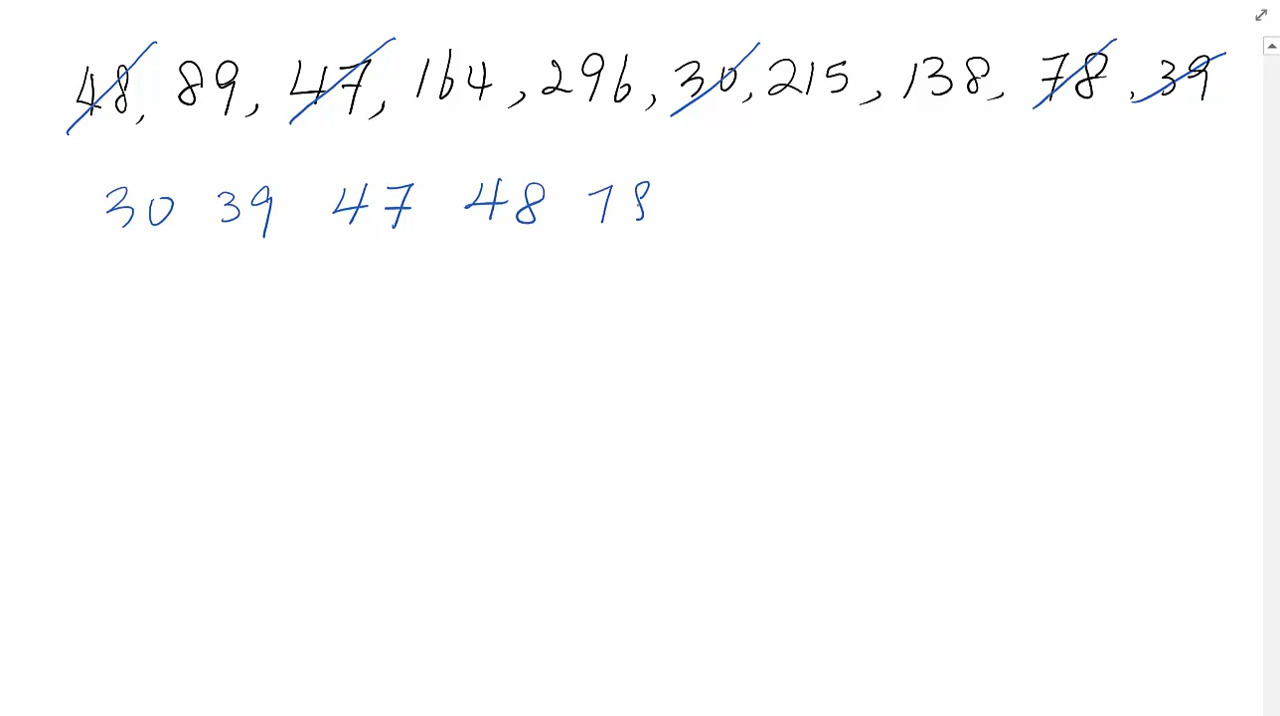 48, 89, 47, 164, 296, 30, 215, 138, 78, 39
30 39 47 48 78